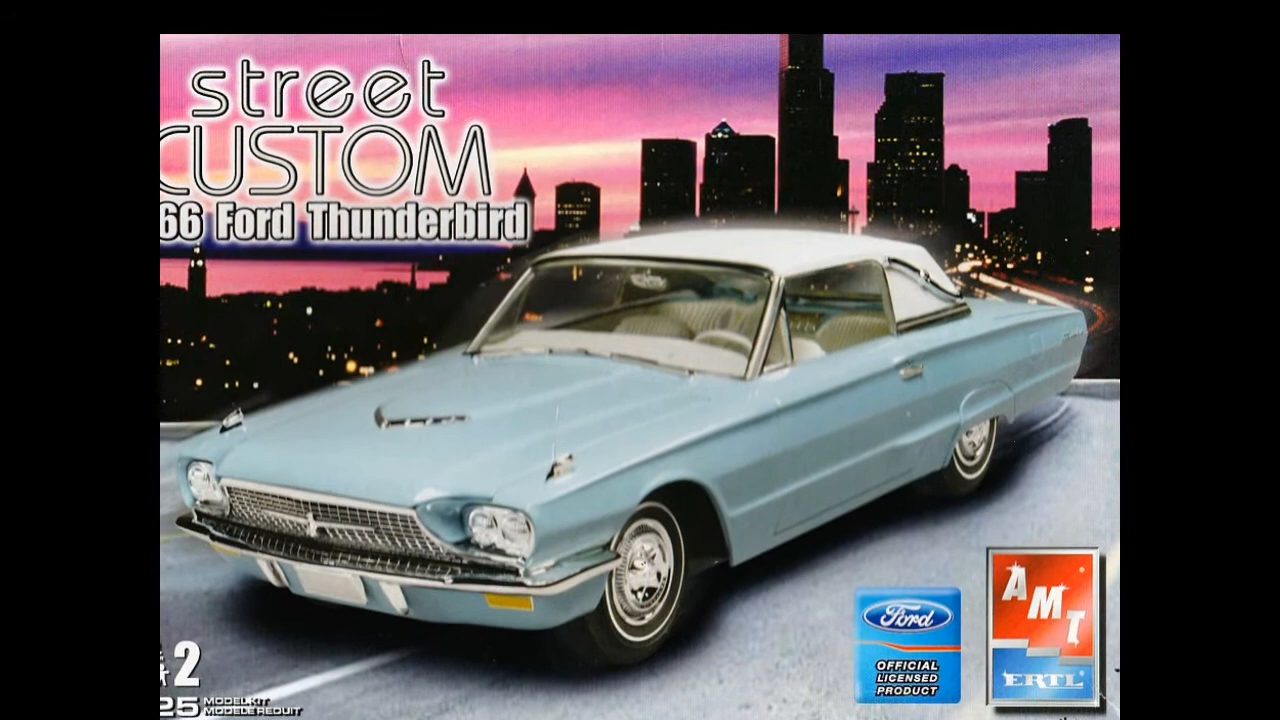 street
CUSTOM
66 Ford Thunderbird
Ford
OFFICIAL
LICENSED
PRODUCT
AMT
ERTL
2
25 MODEL KIT
MODELE REDUIT